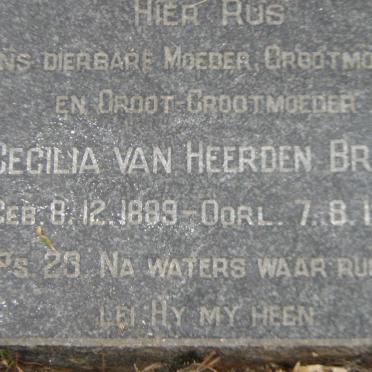 HIER RUS
ONS DIERBARE MOEDER, GROOTMO
EN OROOT-GROOTMOEDER
CECILIA VAN HEERDEN BR
GEB. 8.12.1889-OORL. 7.8.1
PS. 23. NA WATERS WAAR RUS
LEI HY MY HEEN